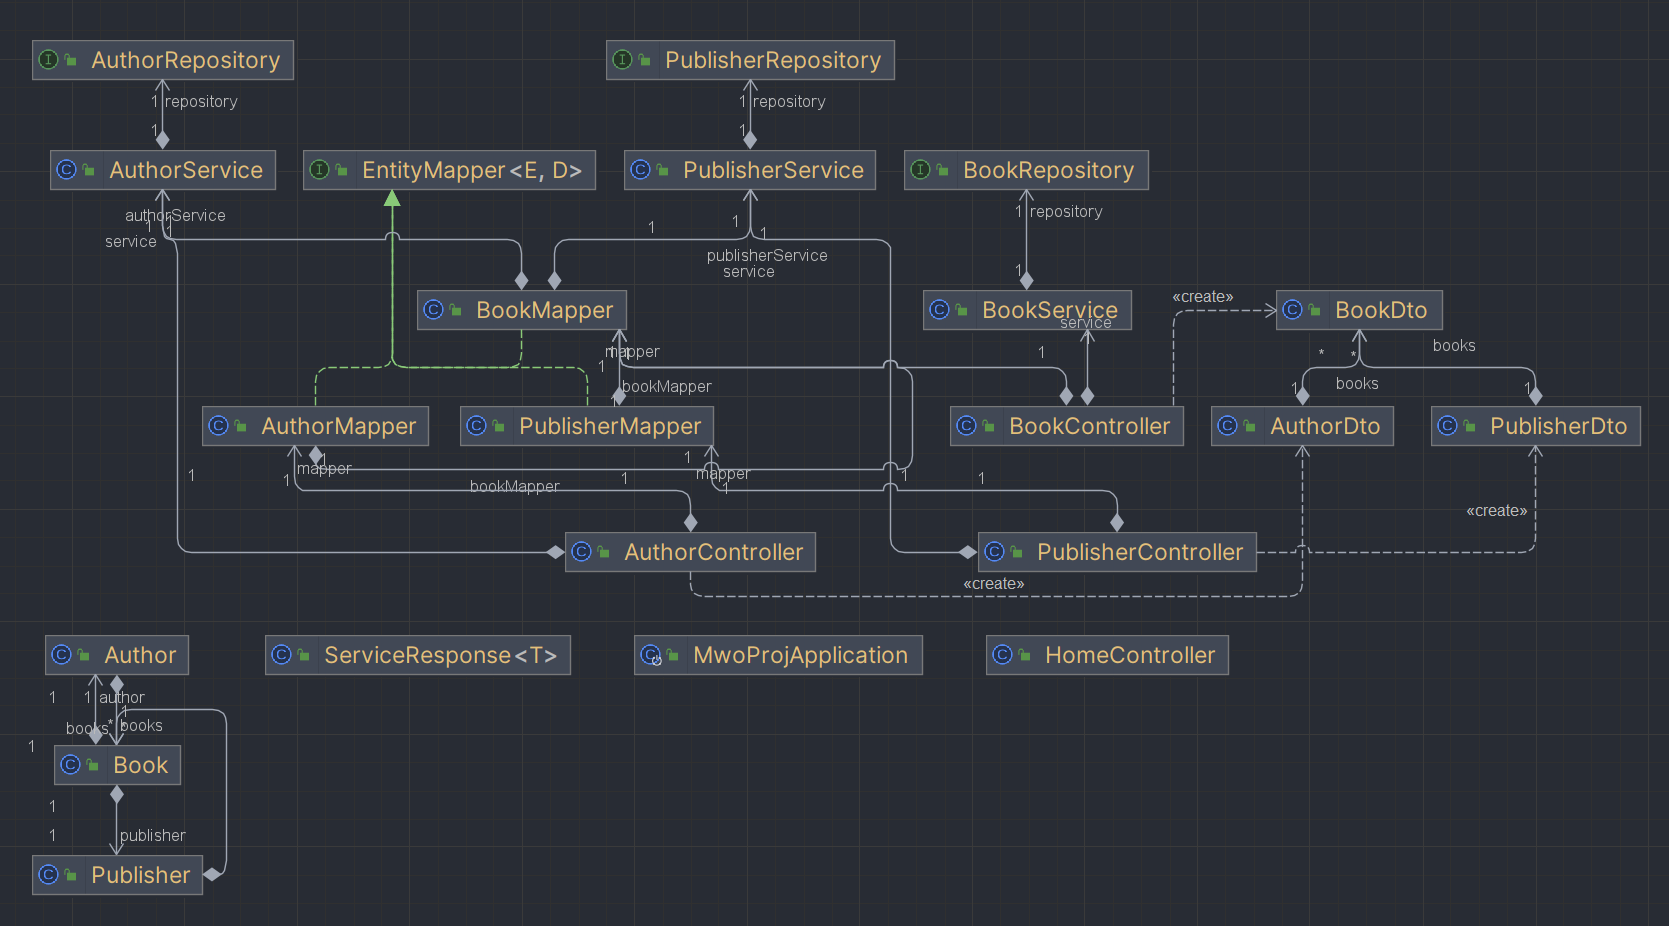 AuthorRepository
PublisherRepository
1 repository
1 repository
1
1
AuthorService
EntityMapper<E, D>
PublisherService
BookRepository
authorService
1
1
service
1
1
1
publisherService
service
1 repository
1
BookMapper
BookService
service
«create»
BookDto
mapper
1
1
1
bookMapper
1
*
*
books
books
1
1
AuthorMapper
PublisherMapper
BookController
AuthorDto
PublisherDto
1
mapper
1
1
bookMapper
1
1
mapper
1
1
1
«create»
AuthorController
PublisherController
«create»
Author
ServiceResponse<T>
MwoProjApplication
HomeController
1
1
author
1
books
*
books
1
Book
1
1
publisher
Publisher